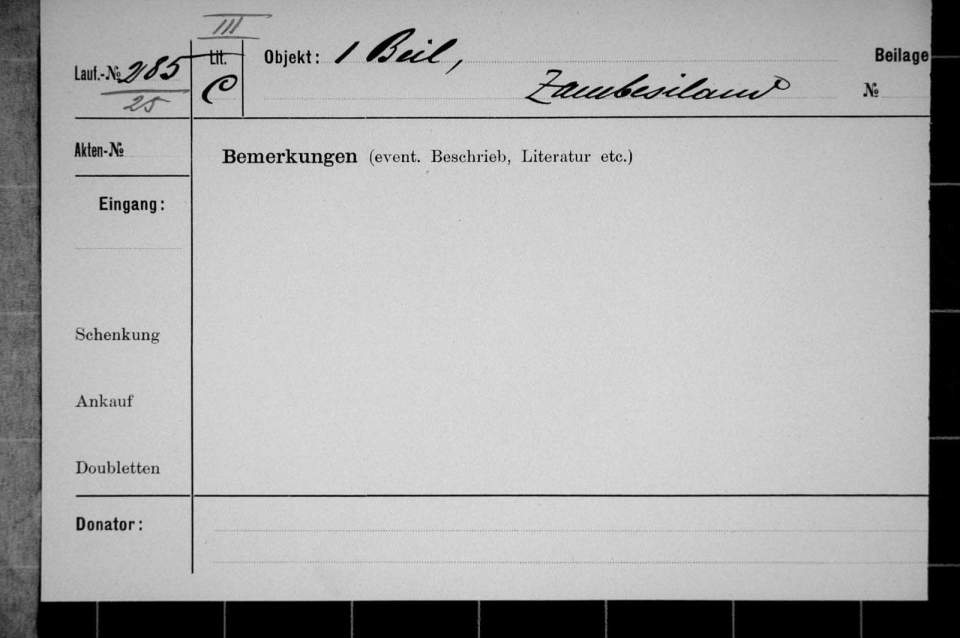 III
Lauf.-№ 285 Lit. Objekt: 1 Beil, Beilage
25 C Zambesiland №
Akten-№
Bemerkungen (event. Beschrieb, Literatur etc.)
Eingang:
Schenkung
Ankauf
Doubletten
Donator: